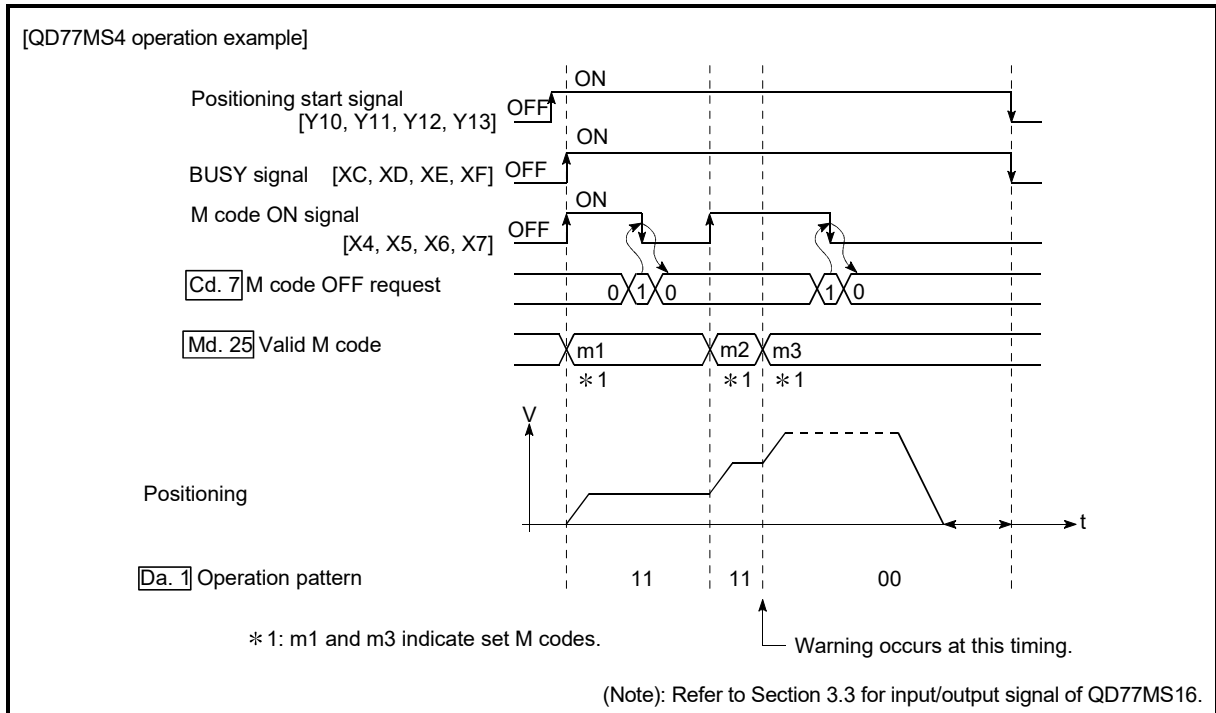 [QD77MS4 operation example]
ON
Positioning start signal
OFF
[Y10, Y11, Y12, Y13]
ON
BUSY signal [XC, XD, XE, XF]
OFF
ON
M code ON signal
OFF
[X4, X5, X6, X7]
Cd. 7 M code OFF request
0 1 0 1 0
Md. 25 Valid M code
m1 m2 m3
*1 *1 *1
V
Positioning
t
Da. 1 Operation pattern
11 11 00
*1: m1 and m3 indicate set M codes.
Warning occurs at this timing.
(Note): Refer to Section 3.3 for input/output signal of QD77MS16.